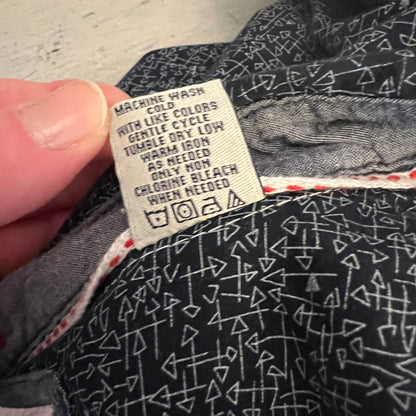 MACHINE WASH
COLD
WITH LIKE COLORS
GENTLE CYCLE
TUMBLE DRY LOW
WARM IRON
AS NEEDED
ONLY NON
CHLORINE BLEACH
WHEN NEEDED